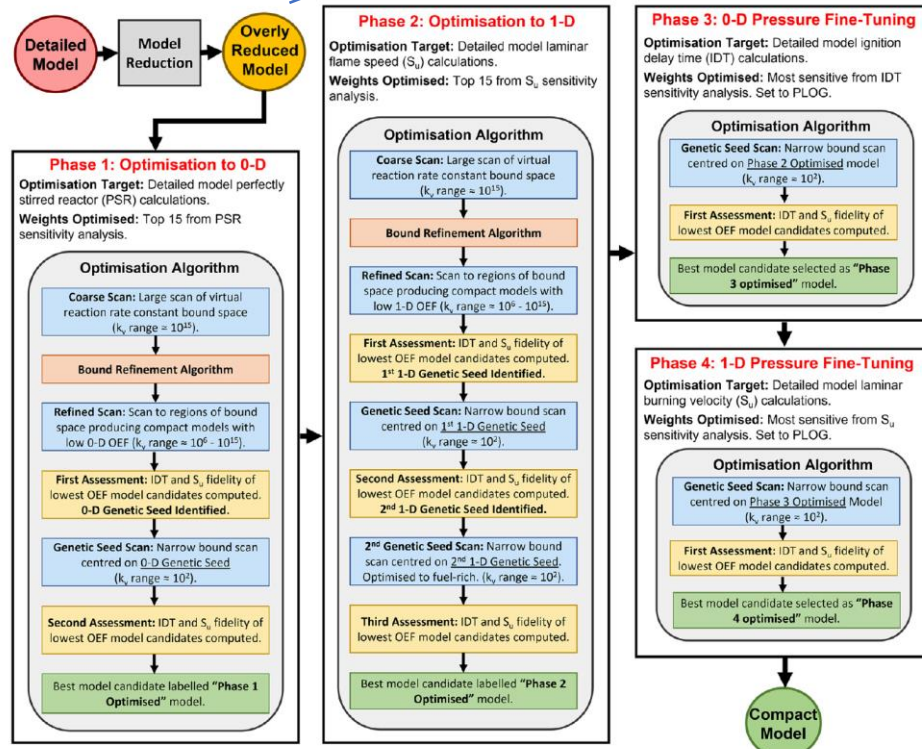 Detailed
Model
Model
Reduction
Overly
Reduced
Model
Phase 1: Optimisation to 0-D
Optimisation Target: Detailed model perfectly
stirred reactor (PSR) calculations.
Weights Optimised: Top 15 from PSR
sensitivity analysis.
Optimisation Algorithm
Coarse Scan: Large scan of virtual
reaction rate constant bound space
(kᵥ range ≈ 10¹⁵).
Bound Refinement Algorithm
Refined Scan: Scan to regions of bound
space producing compact models with
low 0-D OEF (kᵥ range ≈ 10⁶ - 10¹⁵).
First Assessment: IDT and Sᵤ fidelity of
lowest OEF model candidates computed.
0-D Genetic Seed Identified.
Genetic Seed Scan: Narrow bound scan
centred on 0-D Genetic Seed
(kᵥ range ≈ 10²).
Second Assessment: IDT and Sᵤ fidelity of
lowest OEF model candidates computed.
Best model candidate labelled "Phase 1
Optimised" model.
Phase 2: Optimisation to 1-D
Optimisation Target: Detailed model laminar
flame speed (Sᵤ) calculations.
Weights Optimised: Top 15 from Sᵤ sensitivity
analysis.
Optimisation Algorithm
Coarse Scan: Large scan of virtual
reaction rate constant bound space
(kᵥ range ≈ 10¹⁵).
Bound Refinement Algorithm
Refined Scan: Scan to regions of bound
space producing compact models with
low 1-D OEF (kᵥ range ≈ 10⁶ - 10¹⁵).
First Assessment: IDT and Sᵤ fidelity of
lowest OEF model candidates computed.
1ˢᵗ 1-D Genetic Seed Identified.
Genetic Seed Scan: Narrow bound scan
centred on 1ˢᵗ 1-D Genetic Seed
(kᵥ range ≈ 10²).
Second Assessment: IDT and Sᵤ fidelity of
lowest OEF model candidates computed.
2ⁿᵈ 1-D Genetic Seed Identified.
2ⁿᵈ Genetic Seed Scan: Narrow bound
scan centred on 2ⁿᵈ 1-D Genetic Seed.
Optimised to fuel-rich. (kᵥ range ≈ 10²).
Third Assessment: IDT and Sᵤ fidelity of
lowest OEF model candidates computed.
Best model candidate labelled "Phase 2
Optimised" model.
Phase 3: 0-D Pressure Fine-Tuning
Optimisation Target: Detailed model ignition
delay time (IDT) calculations.
Weights Optimised: Most sensitive from IDT
sensitivity analysis. Set to PLOG.
Optimisation Algorithm
Genetic Seed Scan: Narrow bound scan
centred on Phase 2 Optimised model
(kᵥ range ≈ 10²).
First Assessment: IDT and Sᵤ fidelity of
lowest OEF model candidates computed.
Best model candidate selected as "Phase
3 optimised" model.
Phase 4: 1-D Pressure Fine-Tuning
Optimisation Target: Detailed model laminar
burning velocity (Sᵤ) calculations.
Weights Optimised: Most sensitive from Sᵤ
sensitivity analysis. Set to PLOG.
Optimisation Algorithm
Genetic Seed Scan: Narrow bound scan
centred on Phase 3 Optimised Model
(kᵥ range ≈ 10²).
First Assessment: IDT and Sᵤ fidelity of
lowest OEF model candidates computed.
Best model candidate selected as "Phase
4 optimised" model.
Compact
Model